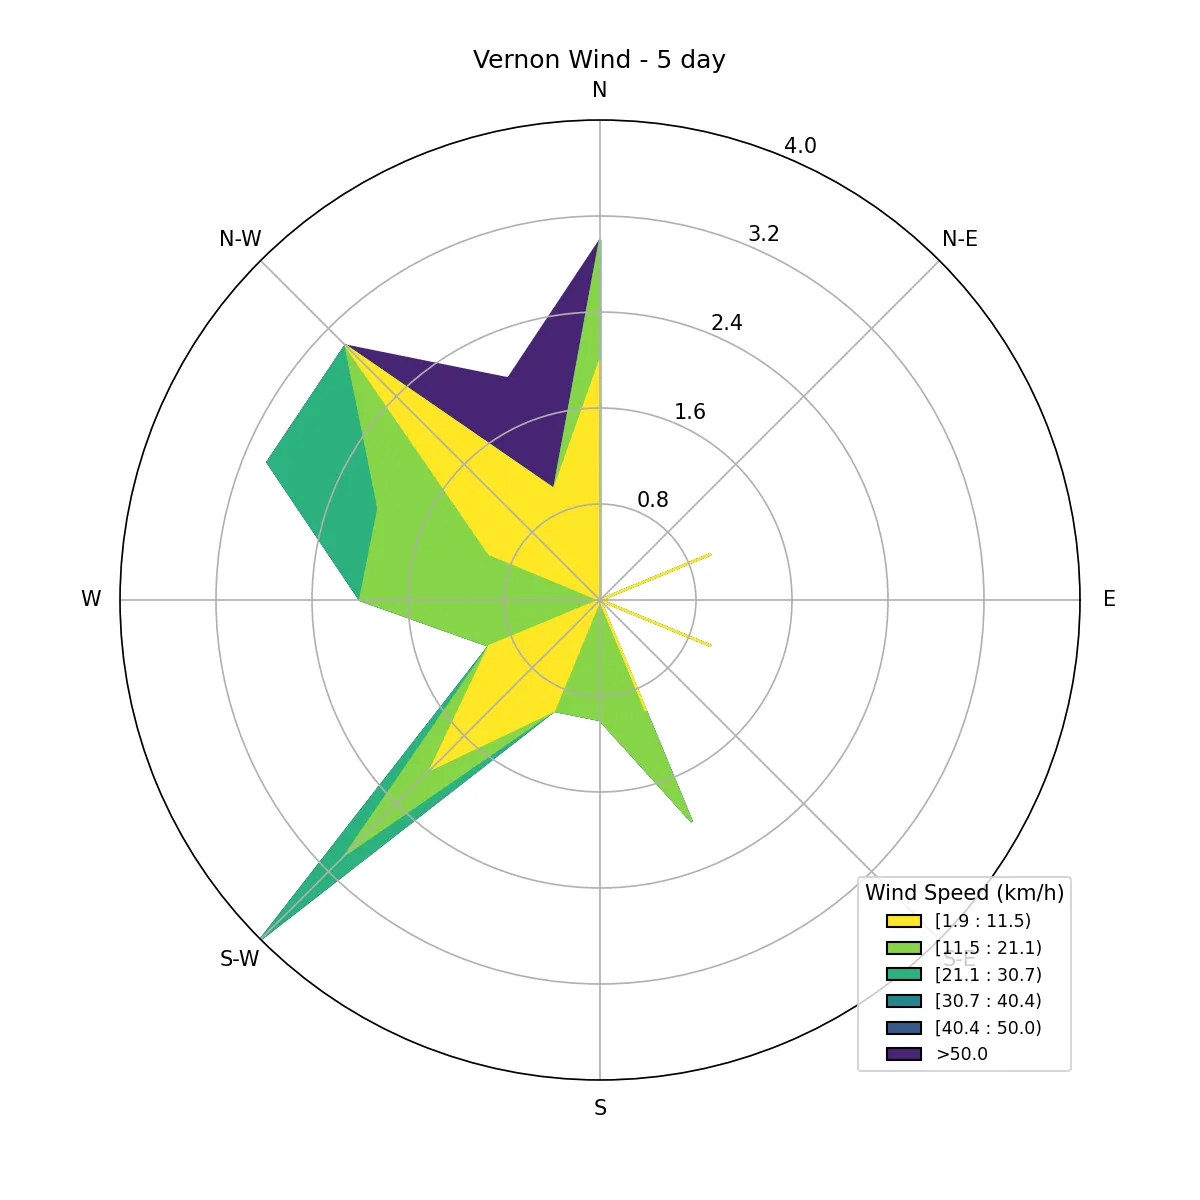 Vernon Wind - 5 day
N
4.0
N-W
3.2
N-E
2.4
1.6
0.8
W
E
S-W
S-E
S
Wind Speed (km/h)
[1.9 : 11.5)
[11.5 : 21.1)
[21.1 : 30.7)
[30.7 : 40.4)
[40.4 : 50.0)
>50.0